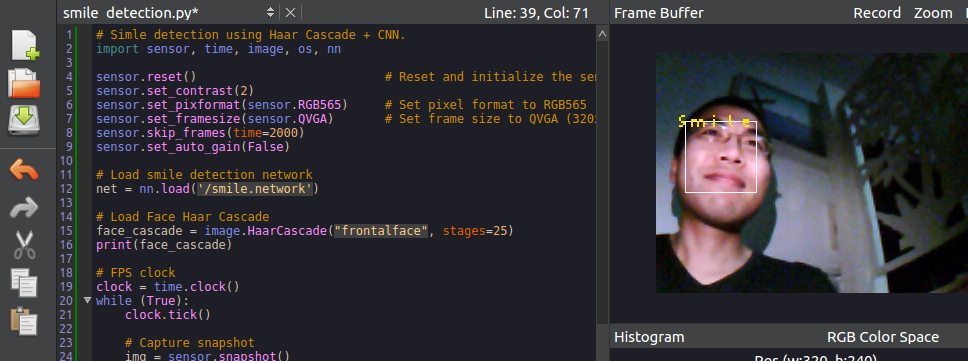 smile detection.py*
Line: 39, Col: 71
1 # Simle detection using Haar Cascade + CNN.
2 import sensor, time, image, os, nn
3
4 sensor.reset() # Reset and initialize the sen
5 sensor.set_contrast(2)
6 sensor.set_pixformat(sensor.RGB565) # Set pixel format to RGB565
7 sensor.set_framesize(sensor.QVGA) # Set frame size to QVGA (320x
8 sensor.skip_frames(time=2000)
9 sensor.set_auto_gain(False)
10
11 # Load smile detection network
12 net = nn.load('/smile.network')
13
14 # Load Face Haar Cascade
15 face_cascade = image.HaarCascade("frontalface", stages=25)
16 print(face_cascade)
17
18 # FPS clock
19 clock = time.clock()
20 while (True):
21 clock.tick()
22
23 # Capture snapshot
24 img = sensor.snapshot()
Frame Buffer
Record Zoom
Smile
Histogram
RGB Color Space
Res (w:320, h:240)